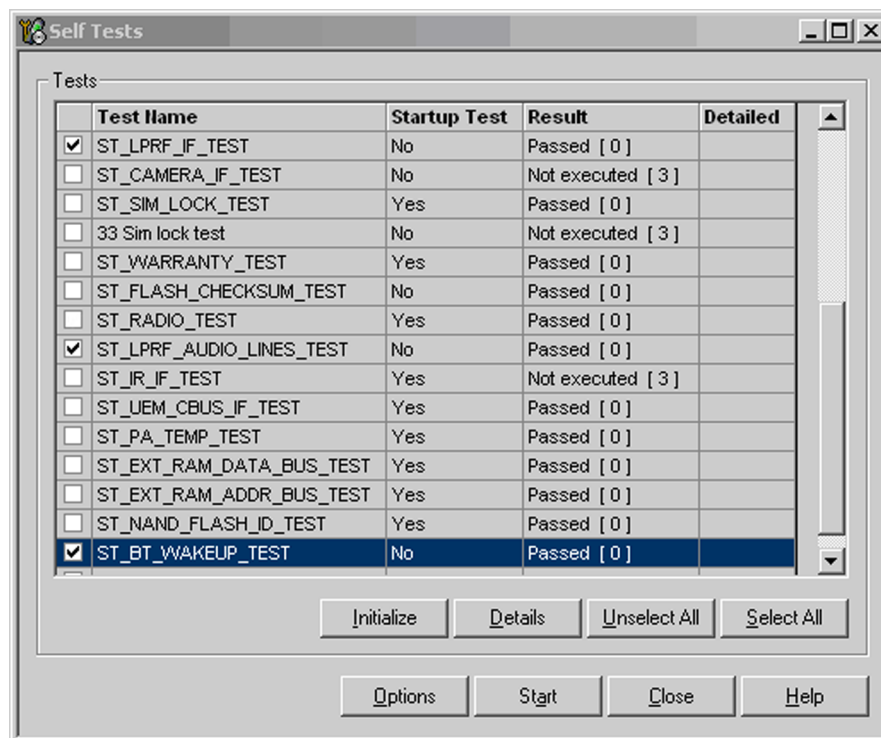 Self Tests
Tests
Test Name Startup Test Result Detailed
ST_LPRF_IF_TEST No Passed [ 0 ]
ST_CAMERA_IF_TEST No Not executed [ 3 ]
ST_SIM_LOCK_TEST Yes Passed [ 0 ]
33 Sim lock test No Not executed [ 3 ]
ST_WARRANTY_TEST Yes Passed [ 0 ]
ST_FLASH_CHECKSUM_TEST No Passed [ 0 ]
ST_RADIO_TEST Yes Passed [ 0 ]
ST_LPRF_AUDIO_LINES_TEST No Passed [ 0 ]
ST_IR_IF_TEST Yes Not executed [ 3 ]
ST_UEM_CBUS_IF_TEST Yes Passed [ 0 ]
ST_PA_TEMP_TEST Yes Passed [ 0 ]
ST_EXT_RAM_DATA_BUS_TEST Yes Passed [ 0 ]
ST_EXT_RAM_ADDR_BUS_TEST Yes Passed [ 0 ]
ST_NAND_FLASH_ID_TEST Yes Passed [ 0 ]
ST_BT_WAKEUP_TEST No Passed [ 0 ]
Initialize Details Unselect All Select All
Options Start Close Help